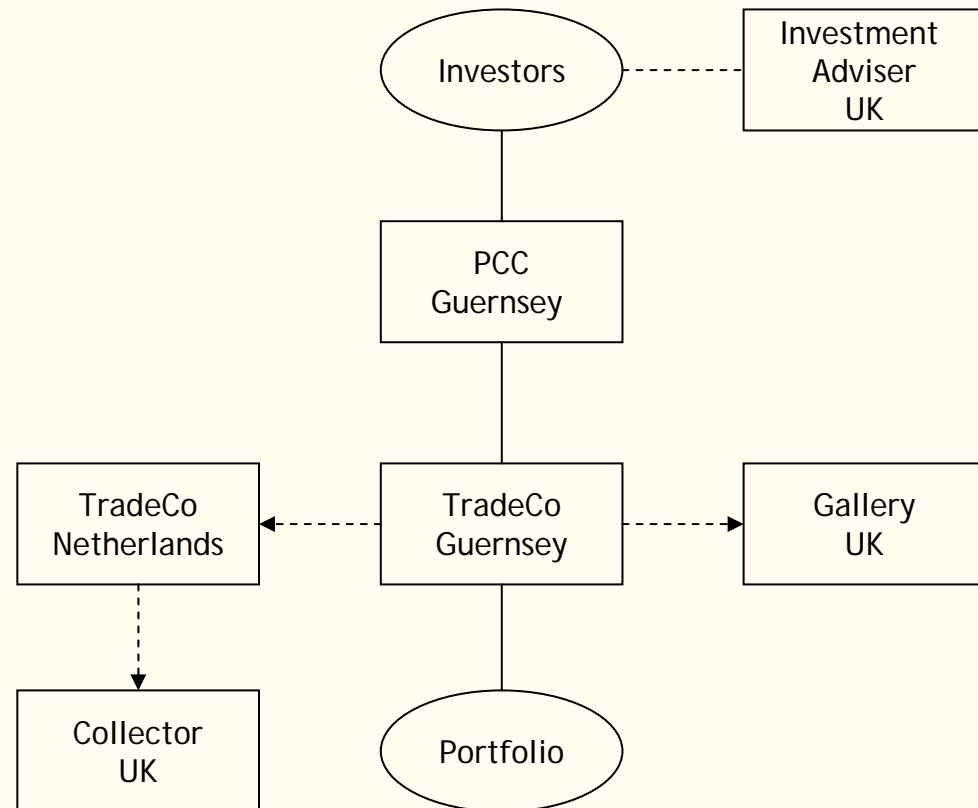 Investors
Investment
Adviser
UK
PCC
Guernsey
TradeCo
Netherlands
TradeCo
Guernsey
Gallery
UK
Collector
UK
Portfolio